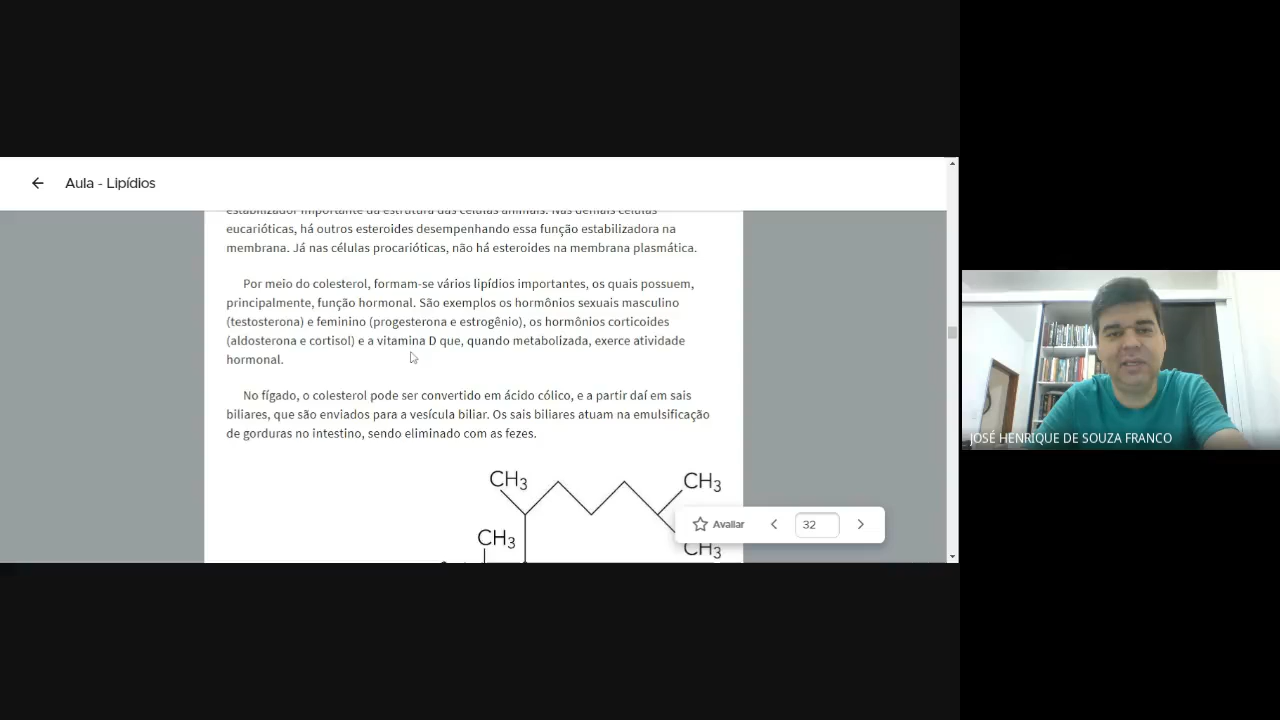 Aula - Lipídios
estabilizador importante da estrutura das células animais. Nas demais células
eucarióticas, há outros esteroides desempenhando essa função estabilizadora na
membrana. Já nas células procarióticas, não há esteroides na membrana plasmática.
Por meio do colesterol, formam-se vários lipídios importantes, os quais possuem,
principalmente, função hormonal. São exemplos os hormônios sexuais masculino
(testosterona) e feminino (progesterona e estrogênio), os hormônios corticoides
(aldosterona e cortisol) e a vitamina D que, quando metabolizada, exerce atividade
hormonal.
No fígado, o colesterol pode ser convertido em ácido cólico, e a partir daí em sais
biliares, que são enviados para a vesícula biliar. Os sais biliares atuam na emulsificação
de gorduras no intestino, sendo eliminado com as fezes.
CH3
CH3
CH3
CH3
Avaliar
32
JOSÉ HENRIQUE DE SOUZA FRANCO